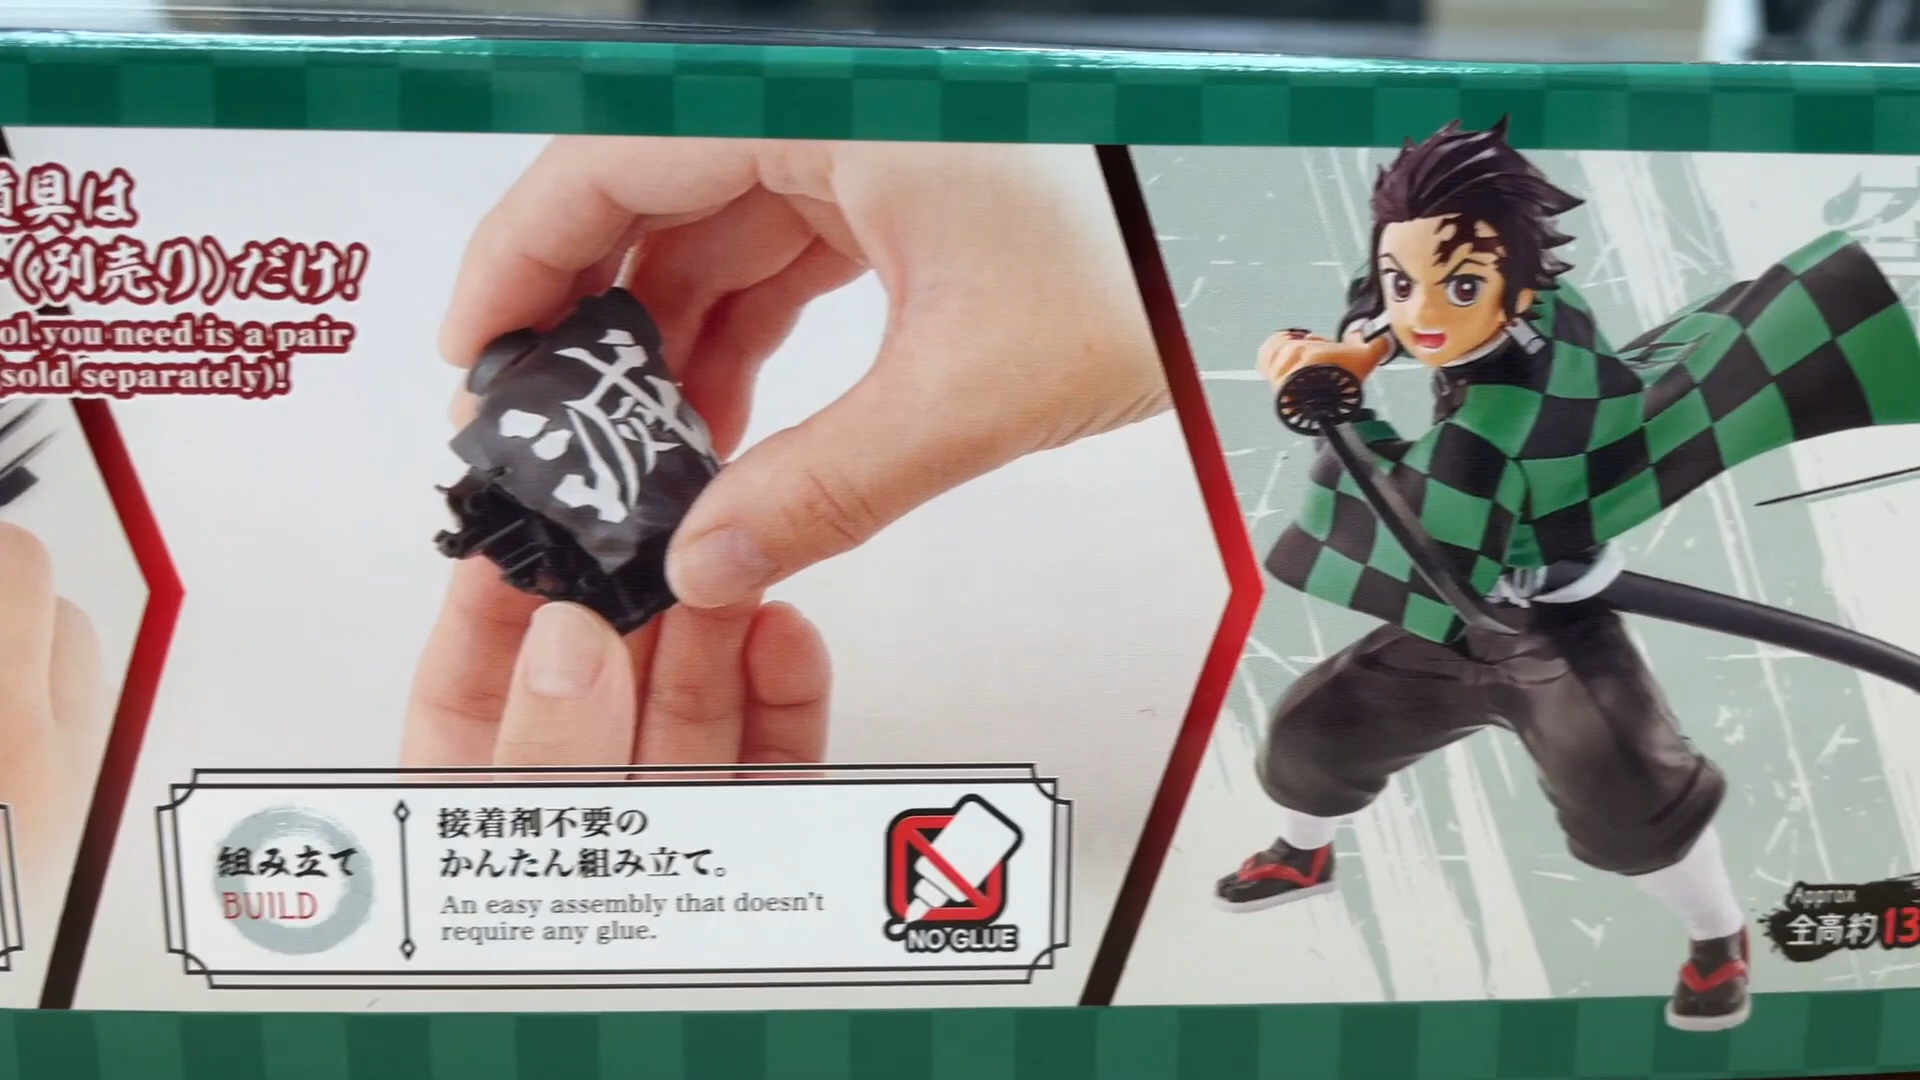 道具は
(別売り)だけ!
ol you need is a pair
(sold separately)!
滅
組み立て
BUILD
接着剤不要の
かんたん組み立て。
An easy assembly that doesn't
require any glue.
NO GLUE
Approx
全高約13